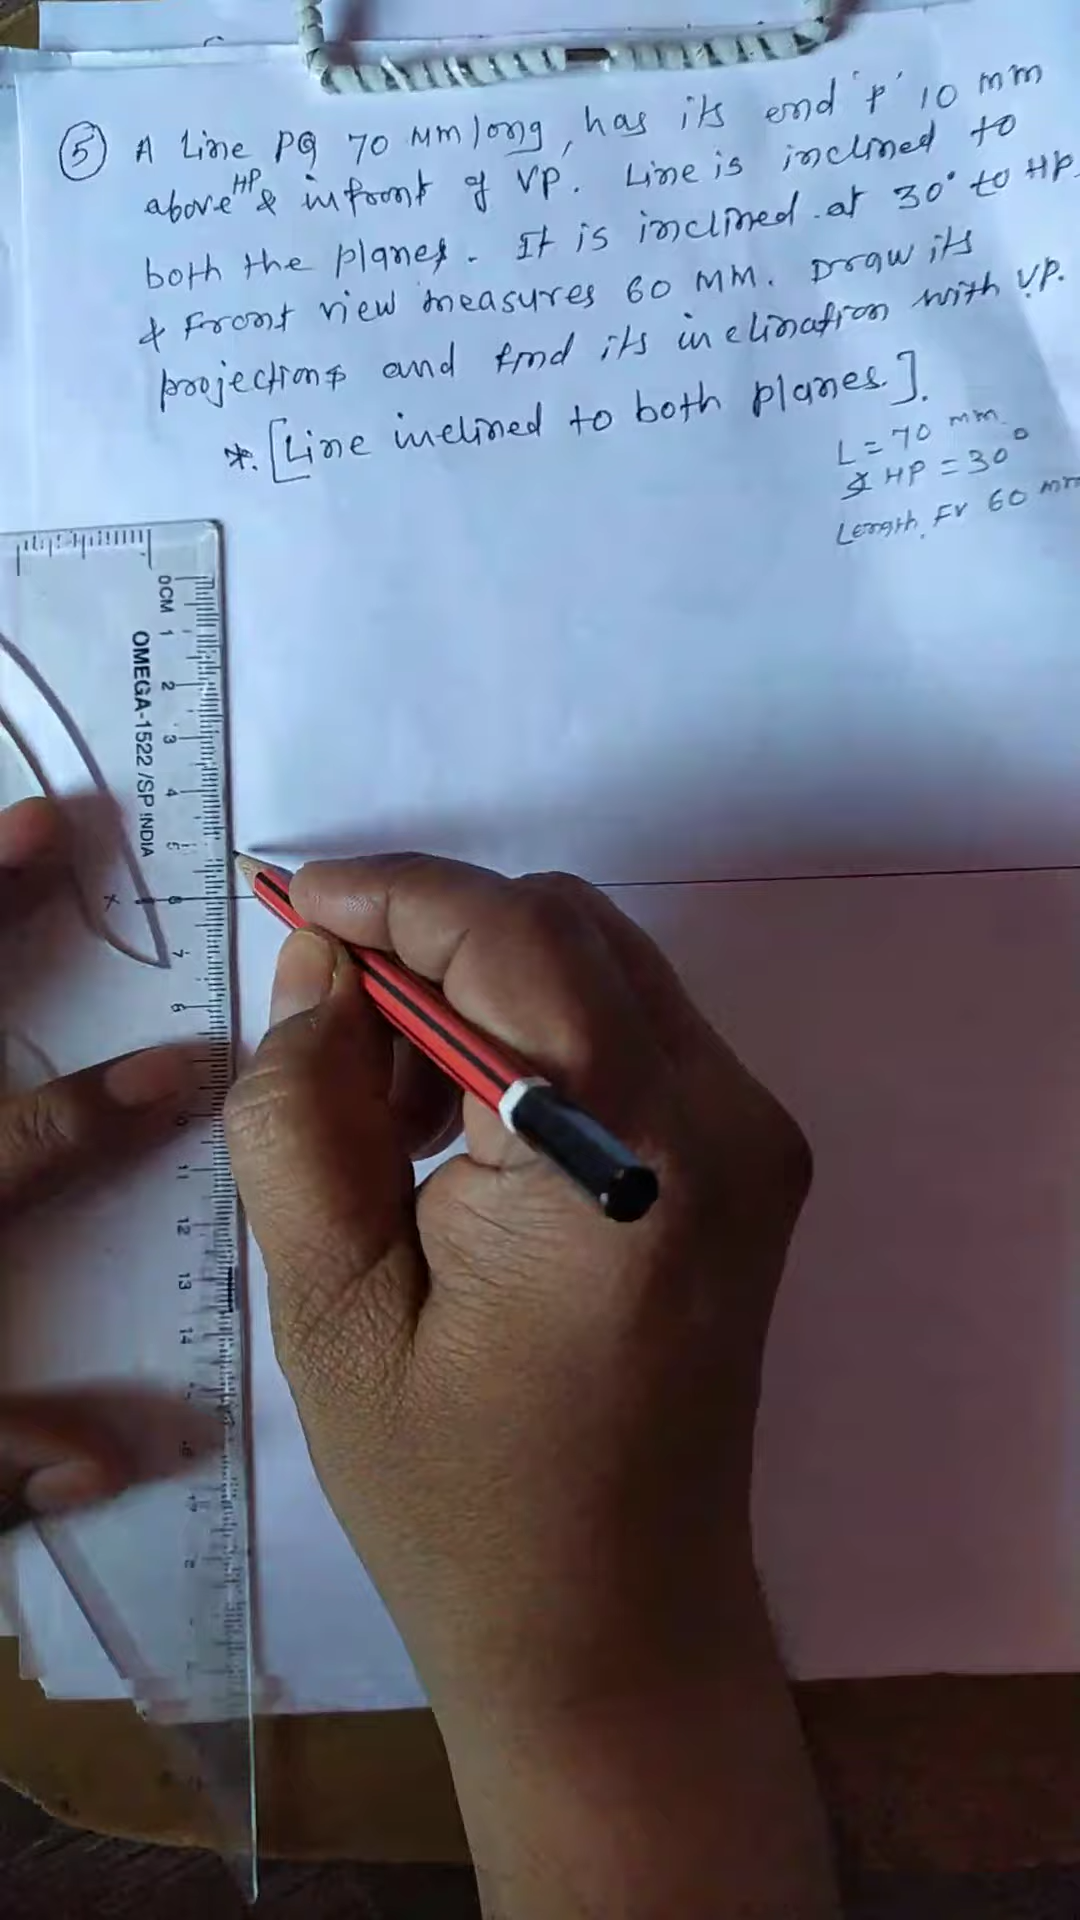 5 A Line PQ 70 MM long, has its end 'P' 10 mm
above HP & infront of VP. Line is inclined to
both the planes. It is inclined at 30° to HP.
& Front view measures 60 MM. Draw its
projections and find its inclination with VP.
*. [Line inclined to both planes.].
L = 70 mm
∠ HP = 30°
Length FV 60 mm
0CM 1 2 3 4 5 6 7 11 12 13 14
OMEGA-1522 /SP INDIA
X